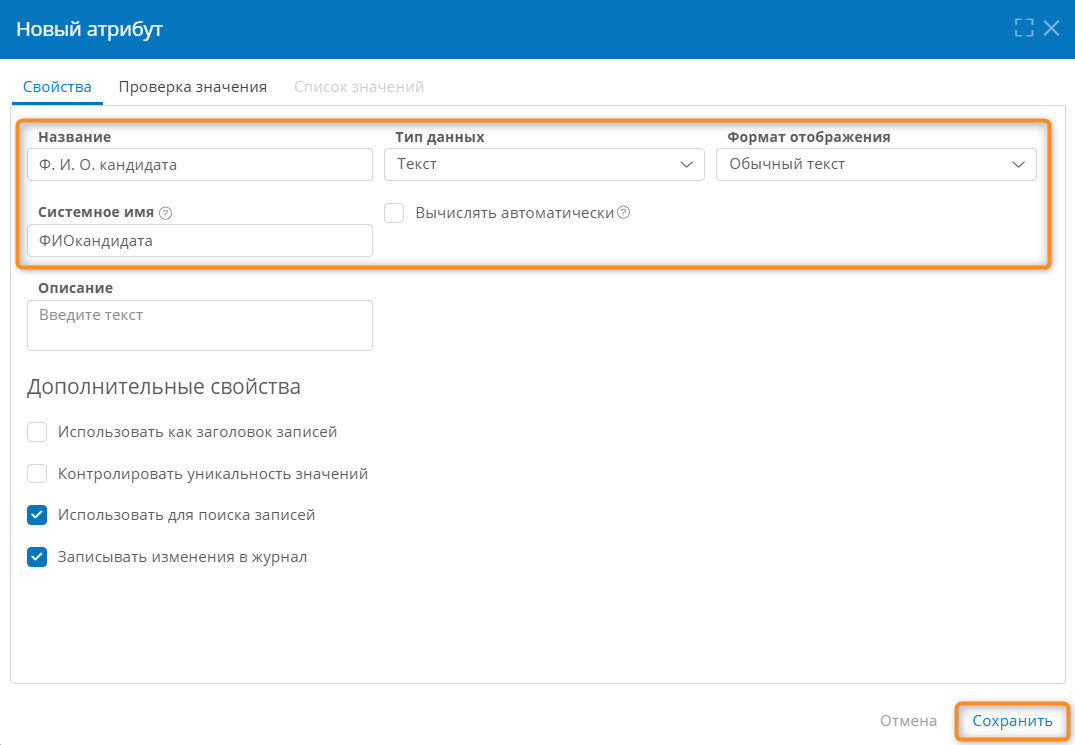 Новый атрибут
Свойства Проверка значения Список значений
Название Тип данных Формат отображения
Ф. И. О. кандидата Текст Обычный текст
Системное имя ? Вычислять автоматически ?
ФИОкандидата
Описание
Введите текст
Дополнительные свойства
Использовать как заголовок записей
Контролировать уникальность значений
Использовать для поиска записей
Записывать изменения в журнал
Отмена Сохранить